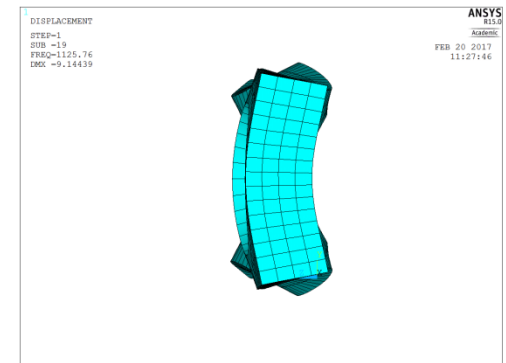 1
DISPLACEMENT
STEP=1
SUB =19
FREQ=1125.76
DMX =9.14439
ANSYS
R15.0
Academic
FEB 20 2017
11:27:46
X